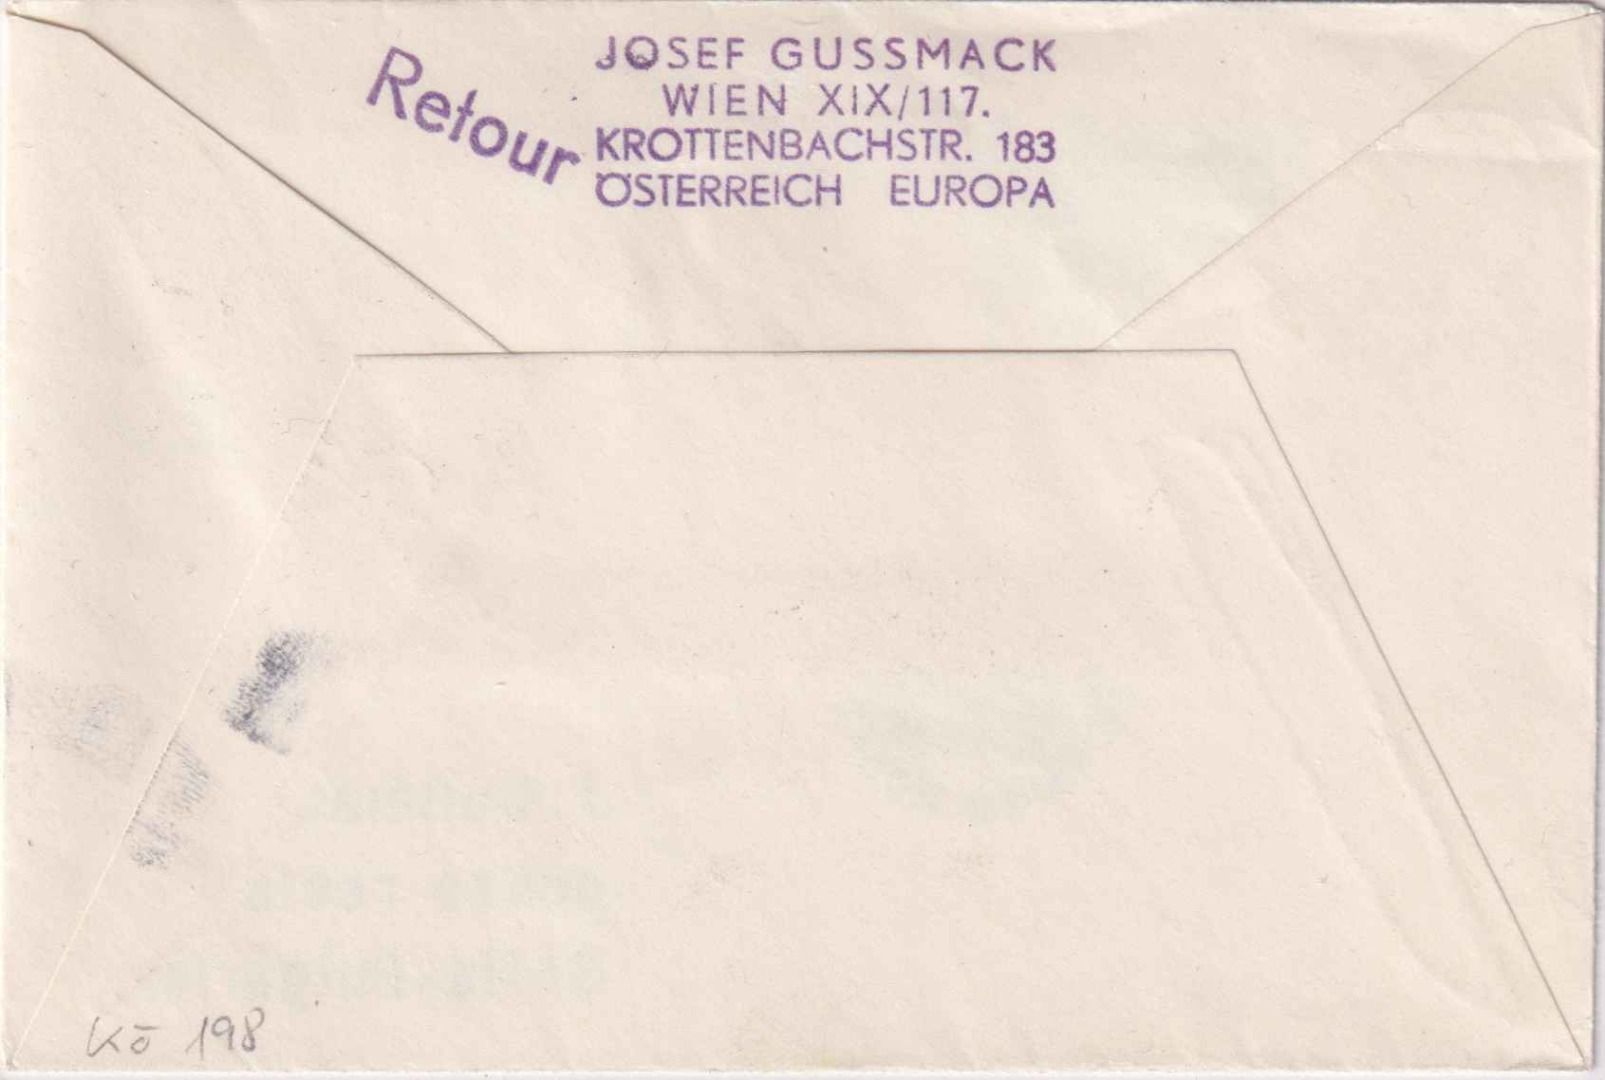 Retour
JOSEF GUSSMACK
WIEN XIX/117.
KROTTENBACHSTR. 183
ÖSTERREICH EUROPA
Kö 198